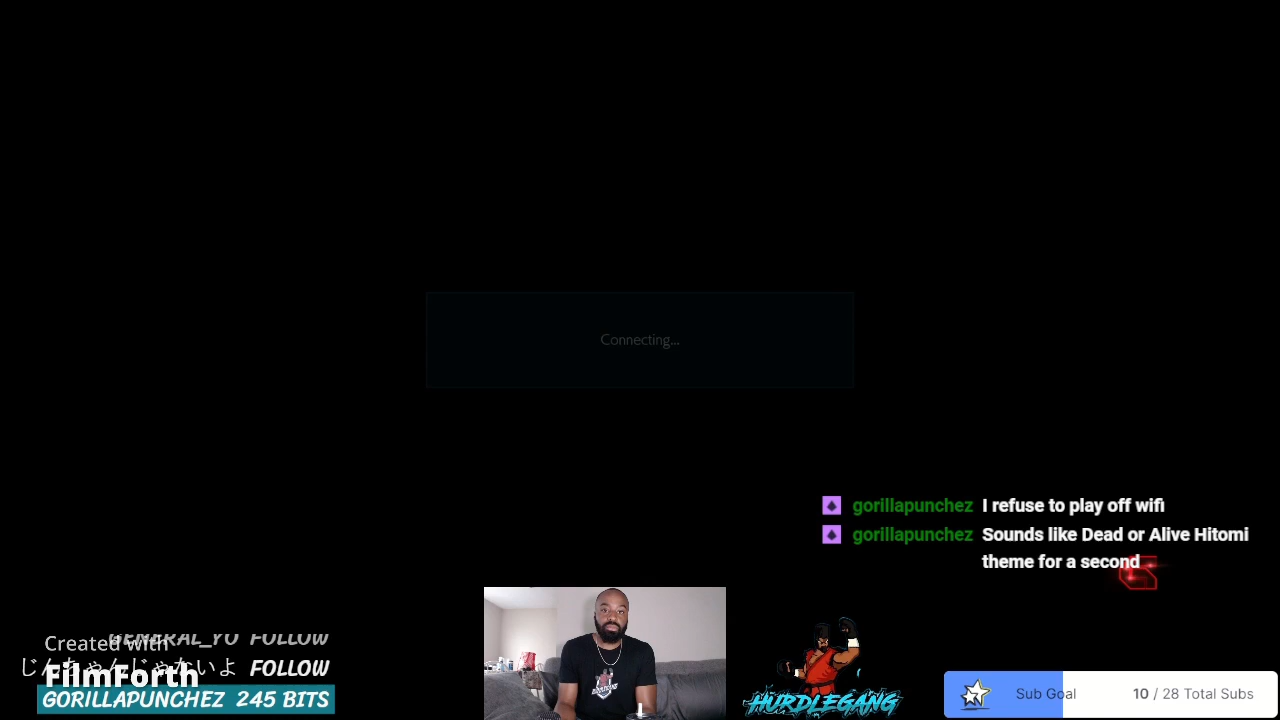 Connecting...
gorillapunchez I refuse to play off wifi
gorillapunchez Sounds like Dead or Alive Hitomi
theme for a second
GENERAL_YO FOLLOW
Created with
じんちゃんじゃないよ FOLLOW
FilmForth
GORILLAPUNCHEZ 245 BITS
HURDLEGANG
Sub Goal 10 / 28 Total Subs